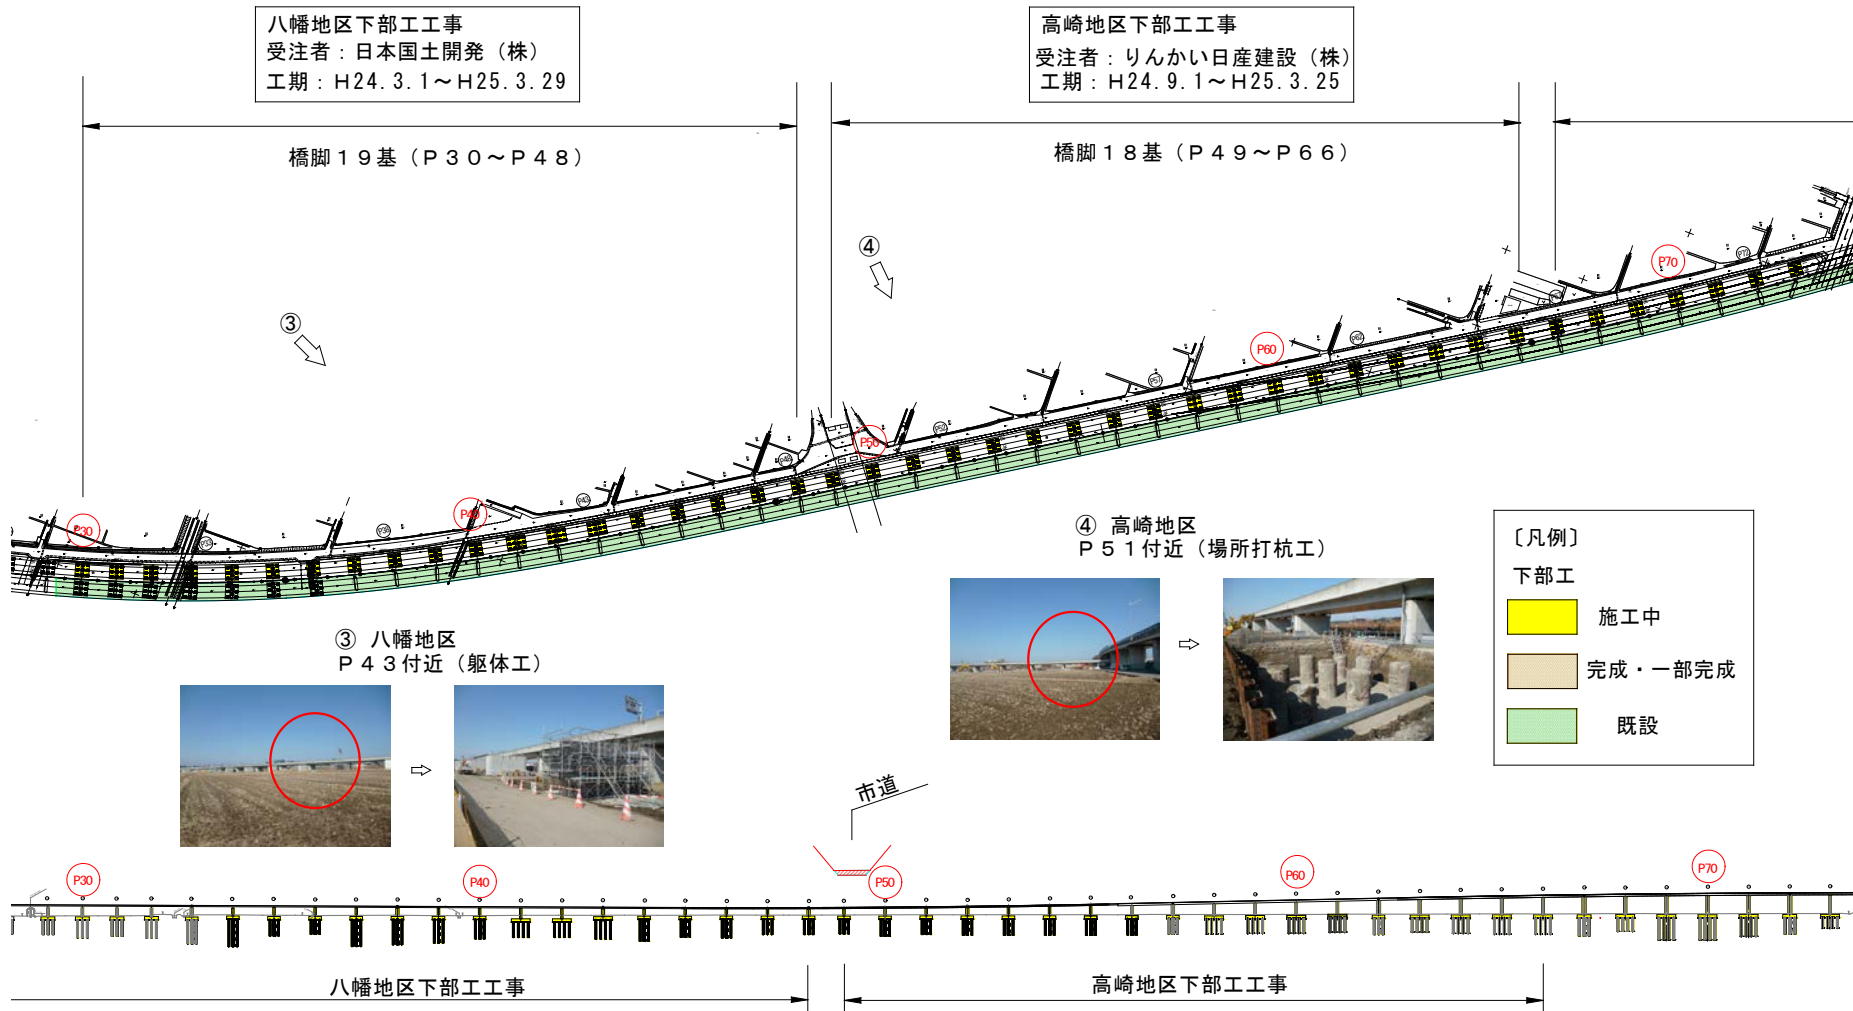 八幡地区下部工工事
受注者：日本国土開発（株）
工期：H24.3.1～H25.3.29
高崎地区下部工工事
受注者：りんかい日産建設（株）
工期：H24.9.1～H25.3.25
橋脚１９基（Ｐ３０～Ｐ４８）
橋脚１８基（Ｐ４９～Ｐ６６）
③
④
P30
P40
P50
P60
P70
P43
P52
P57
P62
④ 高崎地区
Ｐ５１付近（場所打杭工）
③ 八幡地区
Ｐ４３付近（躯体工）
〔凡例〕
下部工
施工中
完成・一部完成
既設
市道
P30
P40
P50
P60
P70
八幡地区下部工工事
高崎地区下部工工事